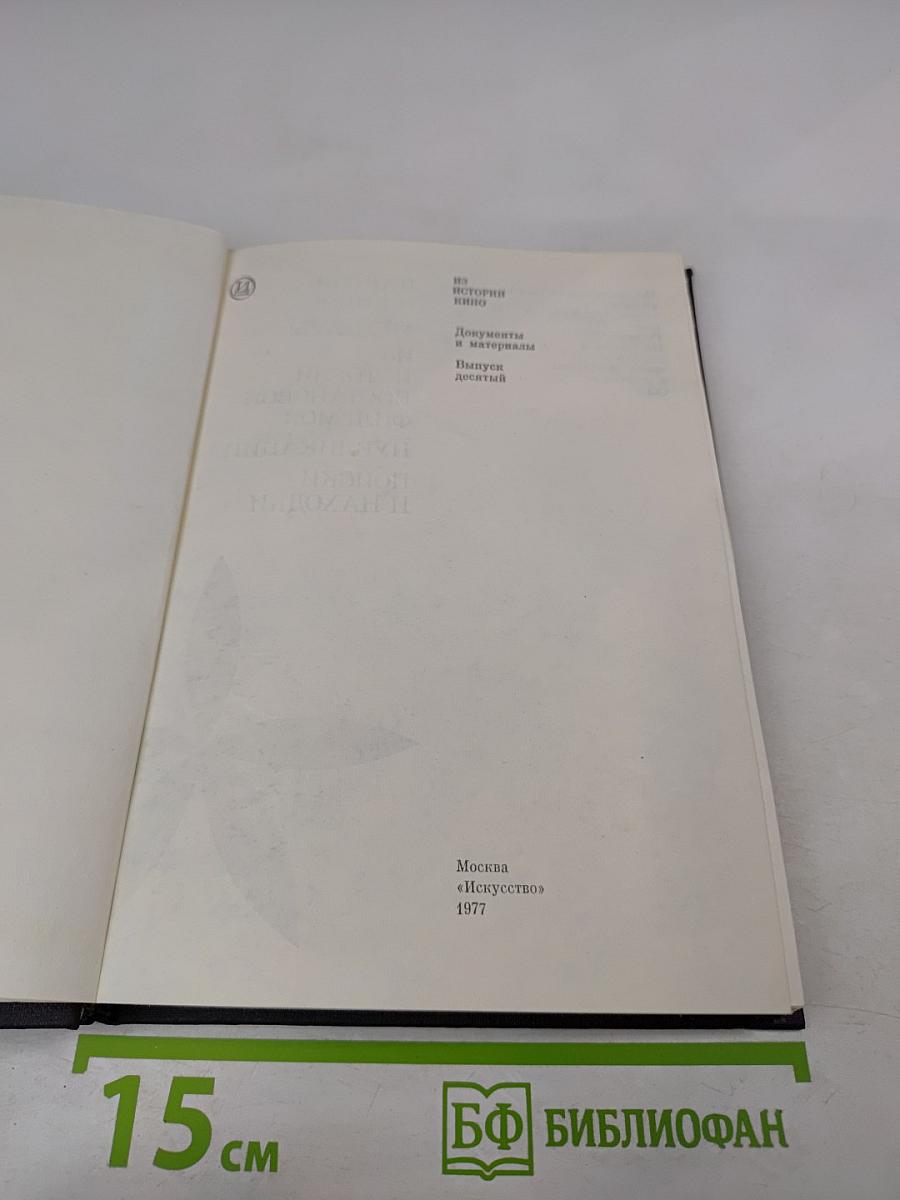 И
ИЗ
ИСТОРИИ
КИНО
Документы
и материалы
Выпуск
десятый
Москва
«Искусство»
1977
15 см
БФ БИБЛИОФАН